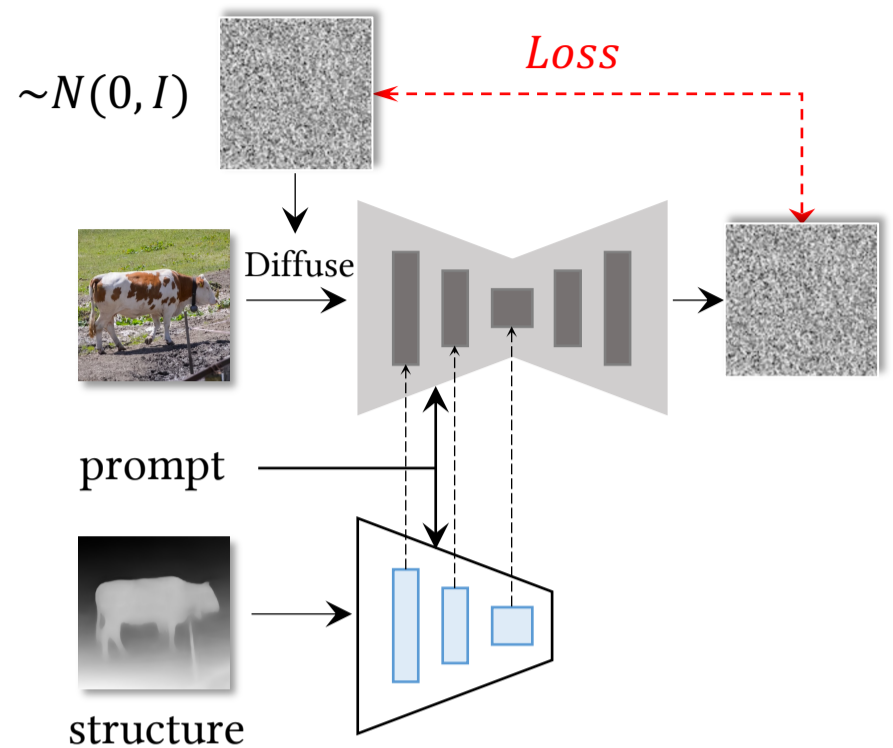 Loss
~N(0, I)
Diffuse
prompt
structure